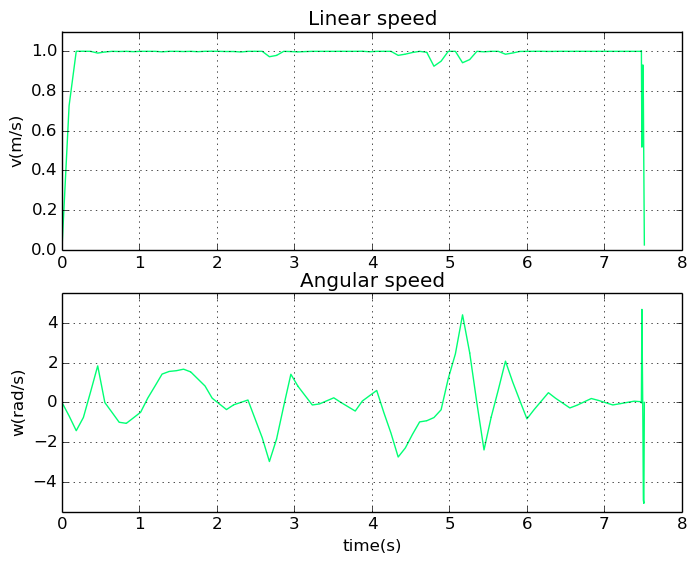 Linear speed
v(m/s)
1.0
0.8
0.6
0.4
0.2
0.0
0 1 2 3 4 5 6 7 8
Angular speed
w(rad/s)
4
2
0
−2
−4
0 1 2 3 4 5 6 7 8
time(s)